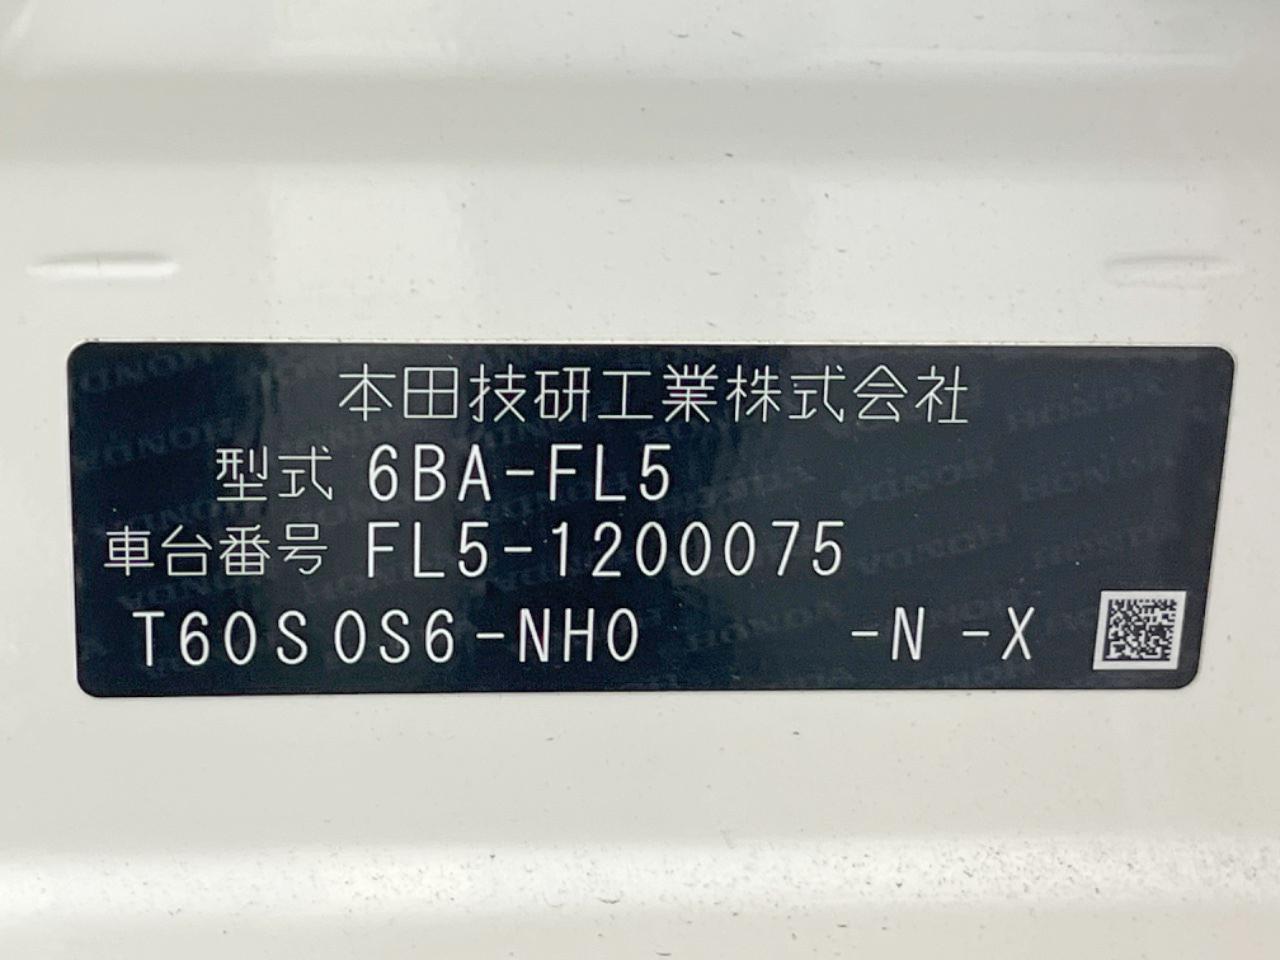 本田技研工業株式会社
型式 6BA-FL5
車台番号 FL5-1200075
T60S0S6-NH0 -N -X